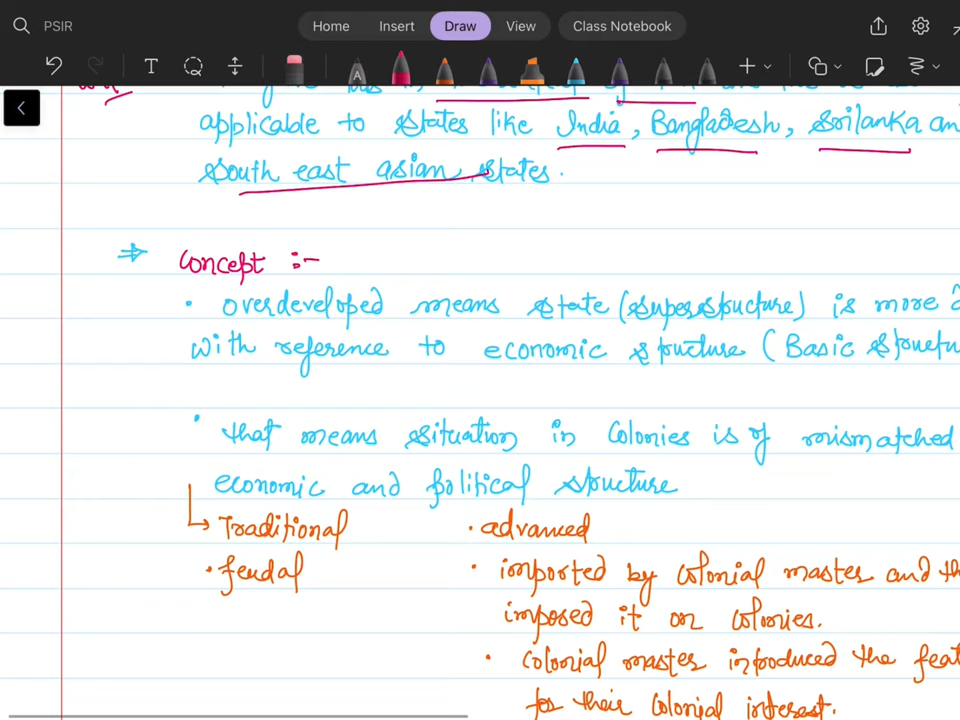 PSIR
Home Insert Draw View Class Notebook
applicable to states like India, Bangladesh, Srilanka an
south east asian states.
⇒ Concept :-
• overdeveloped means state (superstructure) is more
with reference to economic structure (Basic structu
• that means situation in colonies is of mismatched
economic and political structure
↳ Traditional • advanced
• feudal • imported by colonial master and th
imposed it on colonies.
• colonial master introduced the feat
for their colonial interest.